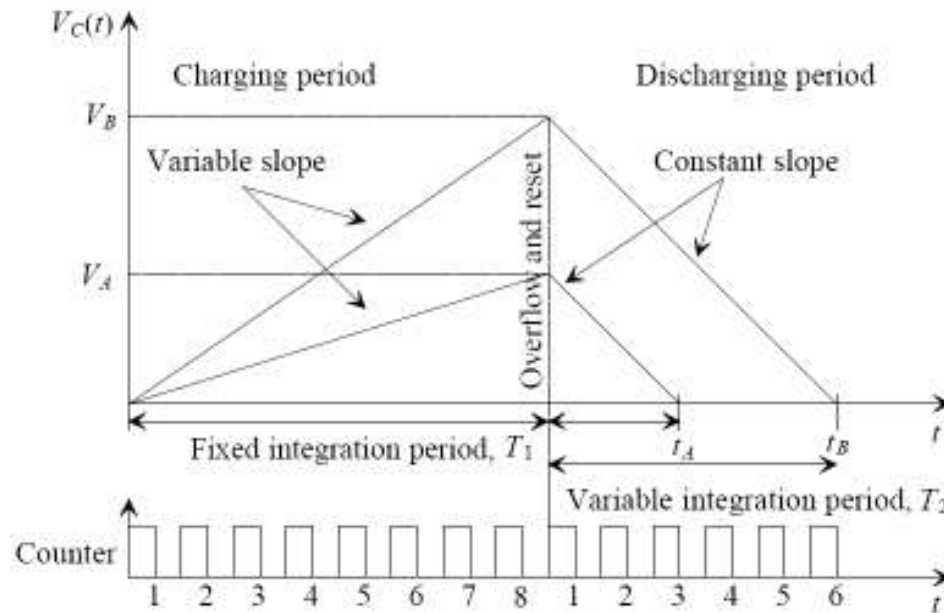 V_C(t)
Charging period
Discharging period
V_B
Variable slope
Constant slope
V_A
Overflow and reset
t
Fixed integration period, T_1
t_A
t_B
Variable integration period, T_2
Counter
1 2 3 4 5 6 7 8 1 2 3 4 5 6
t